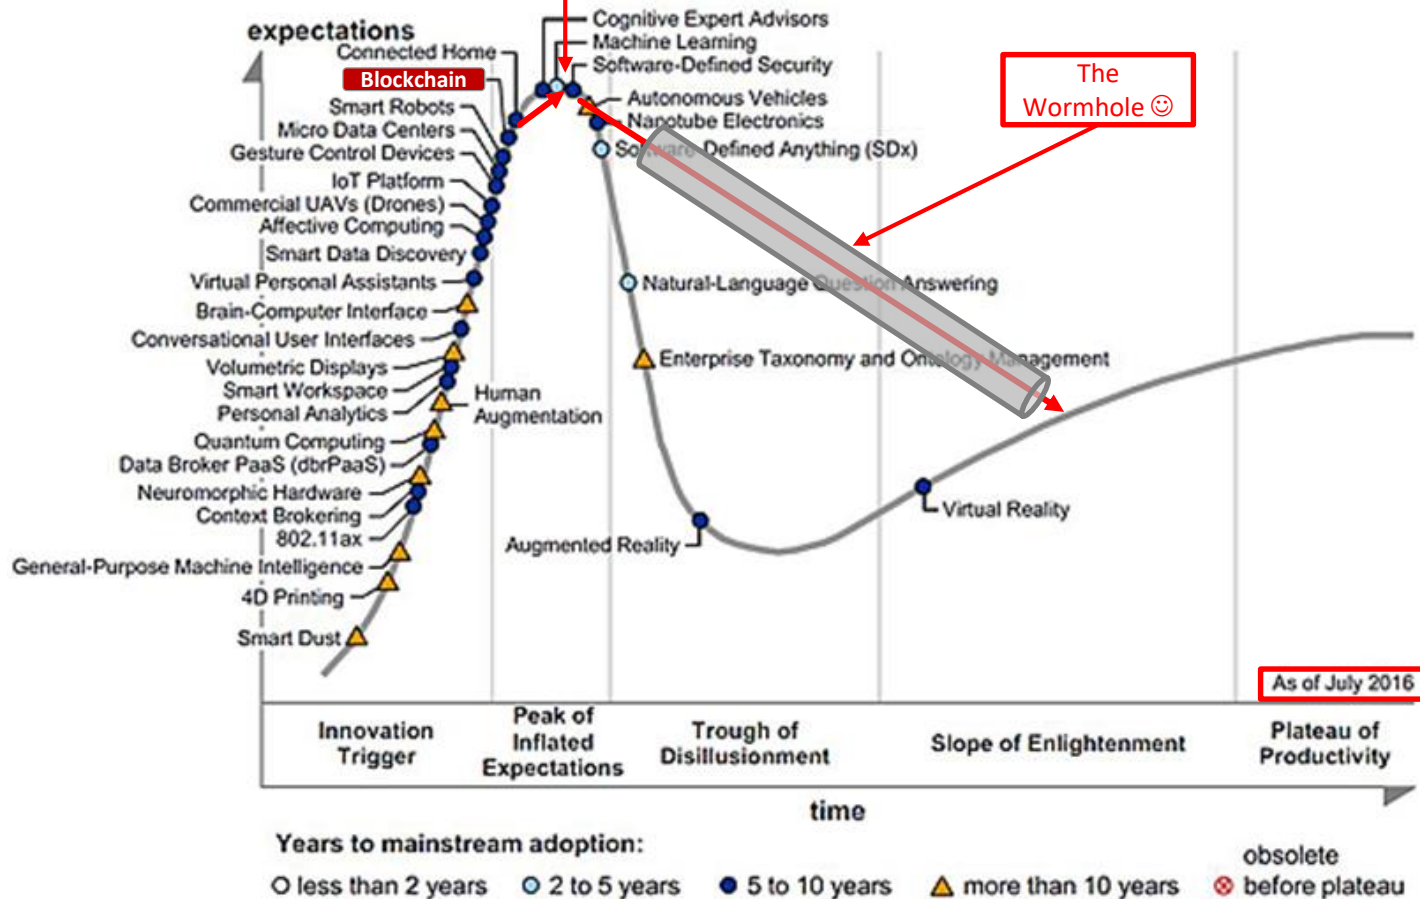 expectations
Cognitive Expert Advisors
Machine Learning
Software-Defined Security
Connected Home
Blockchain
The
Wormhole ☺
Smart Robots
Autonomous Vehicles
Micro Data Centers
Nanotube Electronics
Gesture Control Devices
Software-Defined Anything (SDx)
IoT Platform
Commercial UAVs (Drones)
Affective Computing
Smart Data Discovery
Virtual Personal Assistants
Natural-Language Question Answering
Brain-Computer Interface
Conversational User Interfaces
Volumetric Displays
Enterprise Taxonomy and Ontology Management
Smart Workspace
Personal Analytics
Human
Augmentation
Quantum Computing
Data Broker PaaS (dbrPaaS)
Neuromorphic Hardware
Context Brokering
Virtual Reality
802.11ax
Augmented Reality
General-Purpose Machine Intelligence
4D Printing
Smart Dust
As of July 2016
Innovation
Trigger
Peak of
Inflated
Expectations
Trough of
Disillusionment
Slope of Enlightenment
Plateau of
Productivity
time
Years to mainstream adoption:
less than 2 years
2 to 5 years
5 to 10 years
more than 10 years
obsolete
before plateau